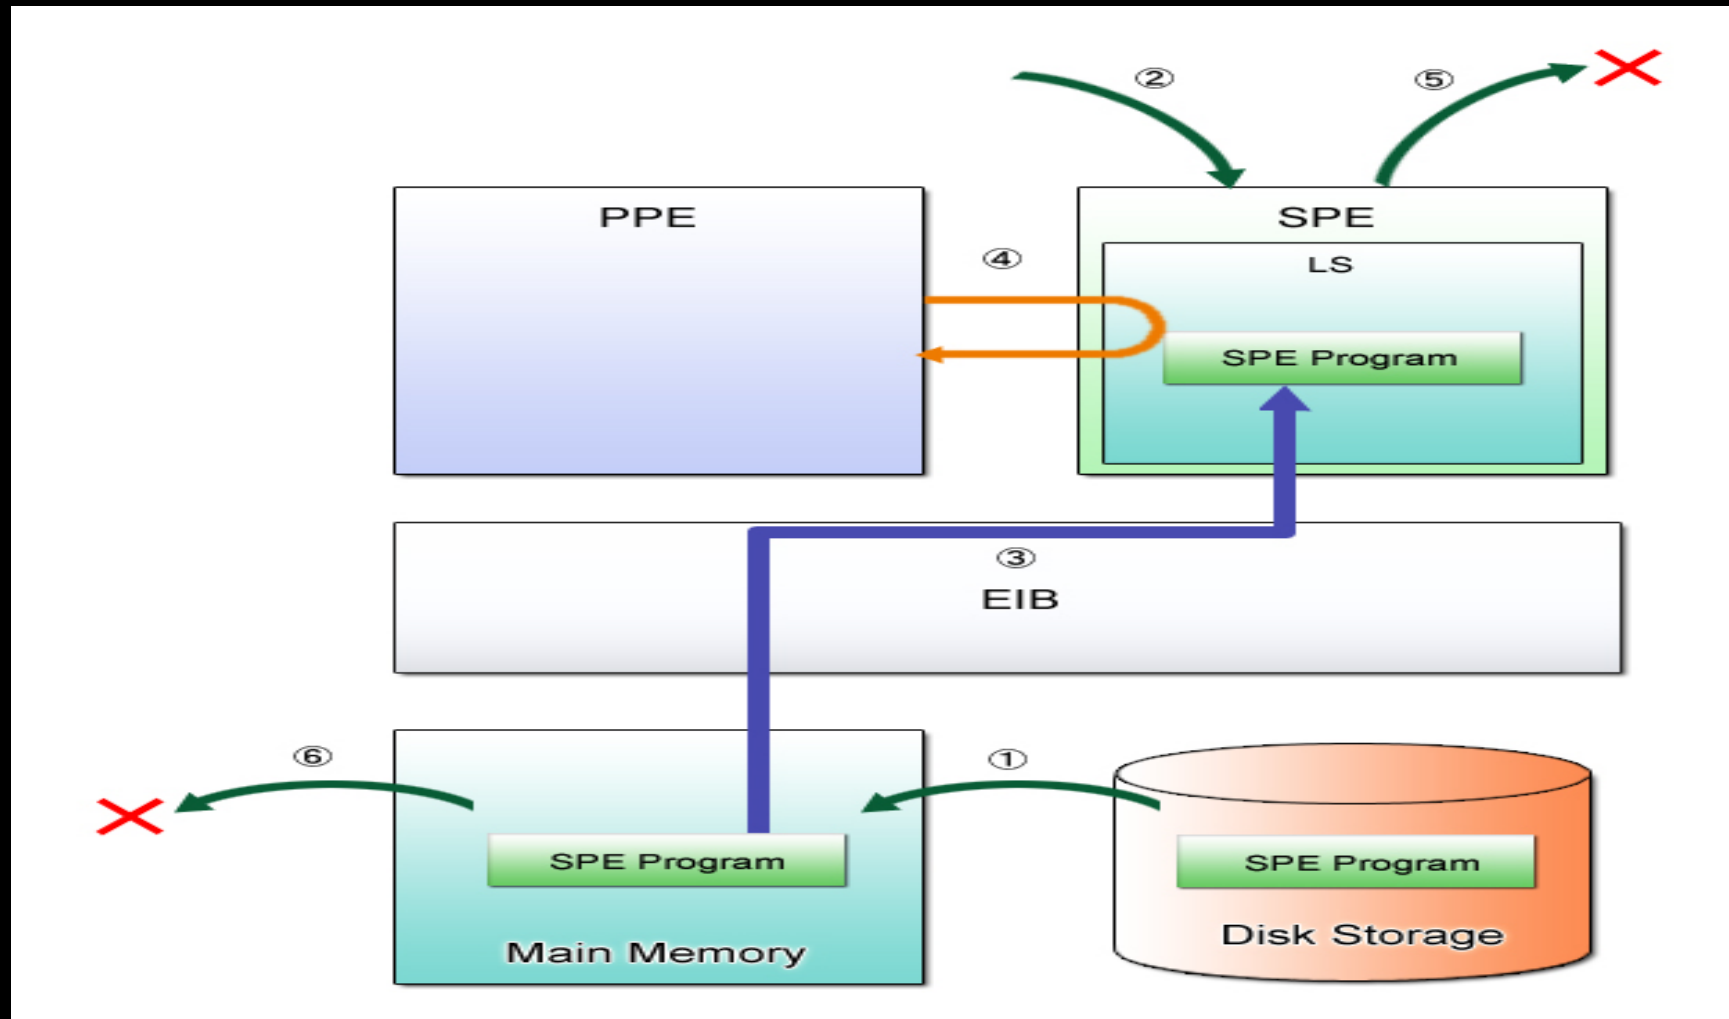 ②
⑤
PPE
SPE
④
LS
SPE Program
③
EIB
⑥
①
SPE Program
SPE Program
Main Memory
Disk Storage